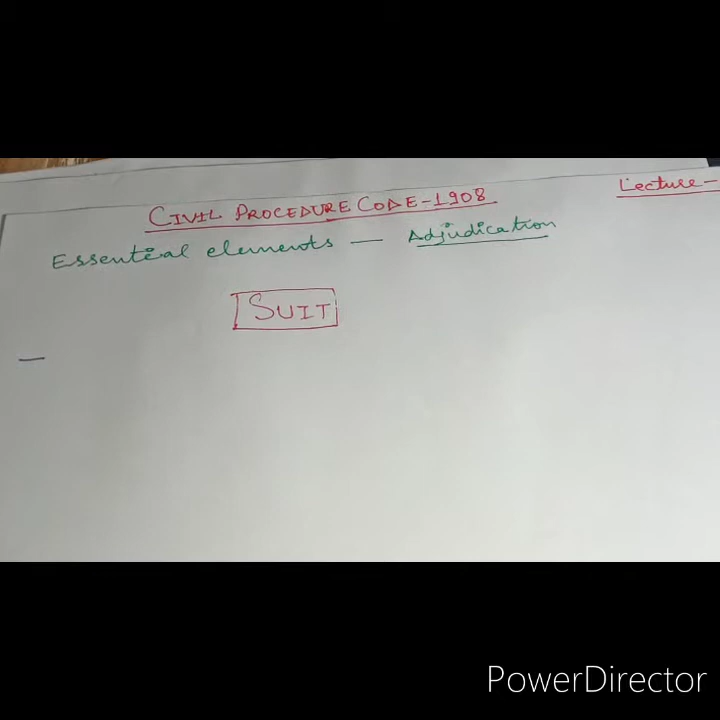 CIVIL PROCEDURE CODE-1908
Lecture-
Essential elements — Adjudication
SUIT
PowerDirector